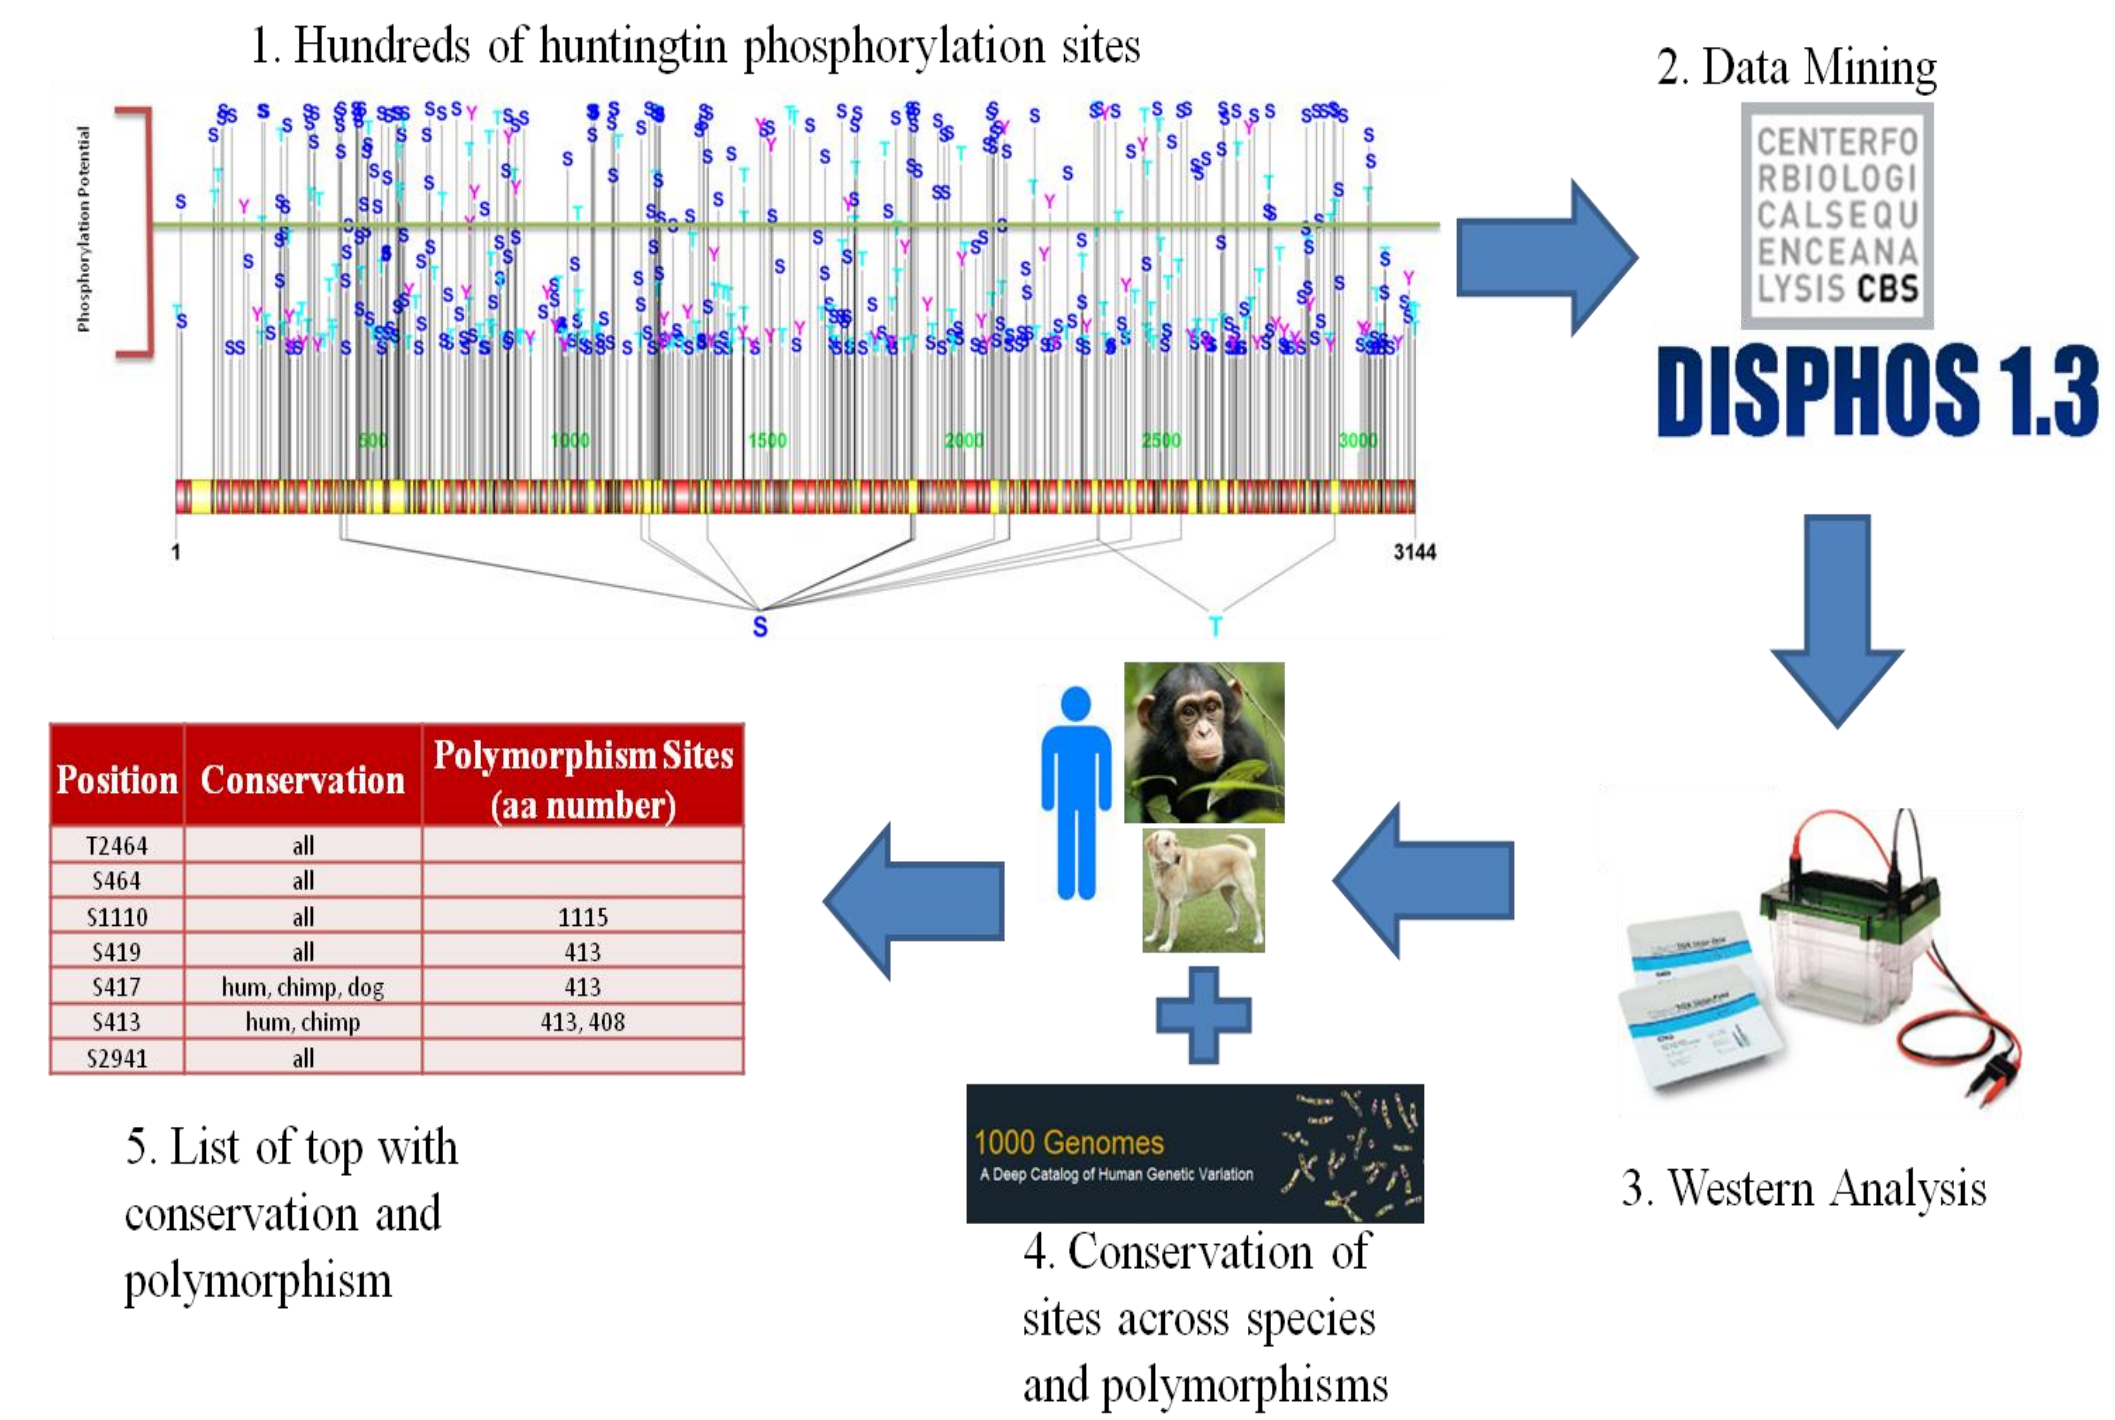 1. Hundreds of huntingtin phosphorylation sites
2. Data Mining
Phosphorylation Potential
CENTERFO
RBIOLOGI
CALSEQU
ENCEANA
LYSIS CBS
DISPHOS 1.3
500 1000 1500 2000 2500 3000
1 3144
S T
Position Conservation Polymorphism Sites
(aa number)
T2464 all
S464 all
S1110 all 1115
S419 all 413
S417 hum, chimp, dog 413
S413 hum, chimp 413, 408
S2941 all
3. Western Analysis
1000 Genomes
A Deep Catalog of Human Genetic Variation
4. Conservation of
sites across species
and polymorphisms
5. List of top with
conservation and
polymorphism